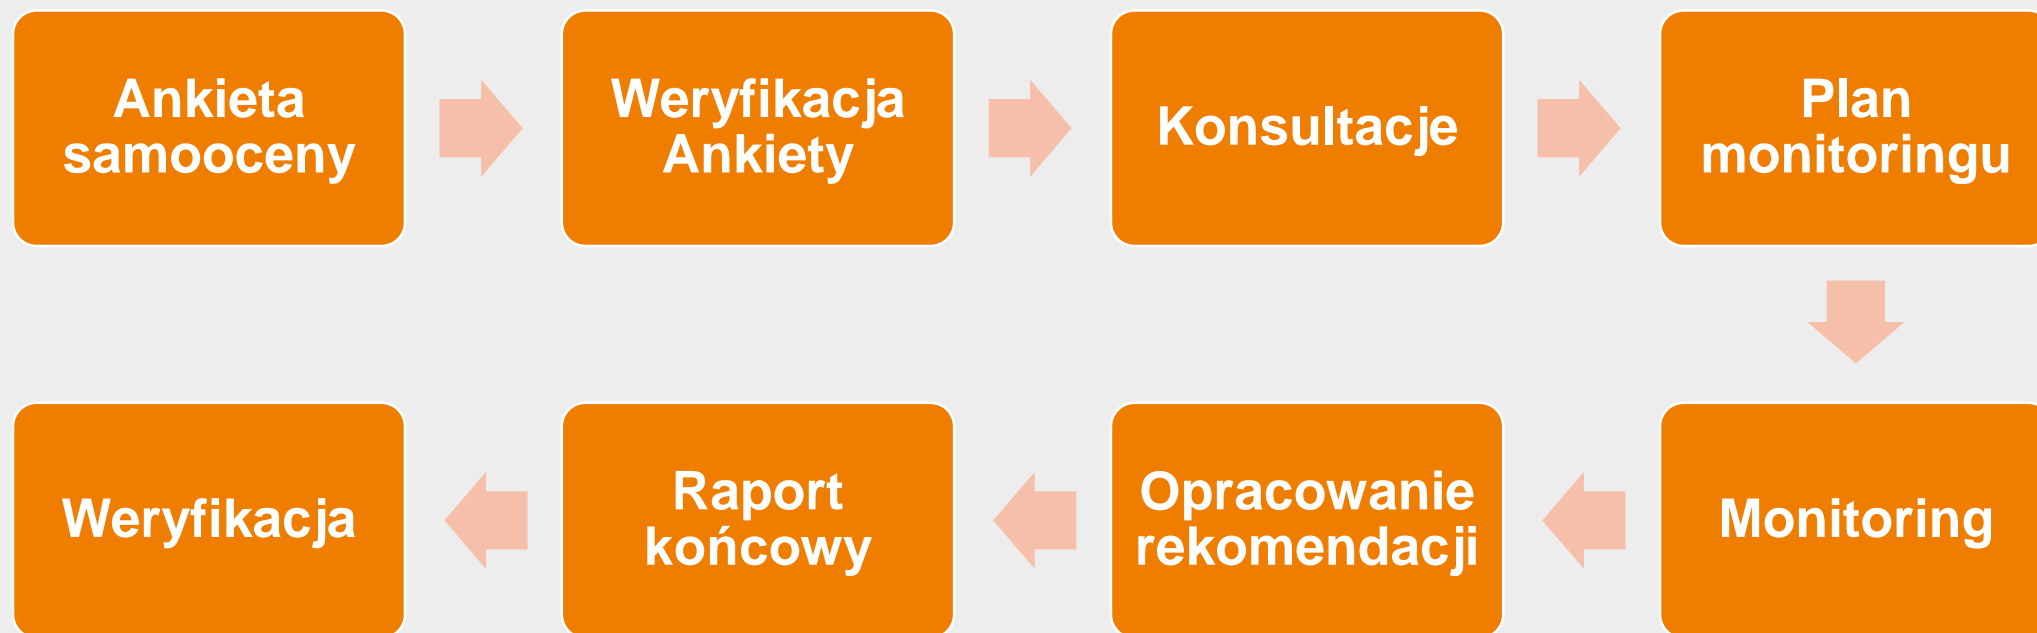 Ankieta
samooceny
Weryfikacja
Ankiety
Konsultacje
Plan
monitoringu
Monitoring
Opracowanie
rekomendacji
Raport
końcowy
Weryfikacja